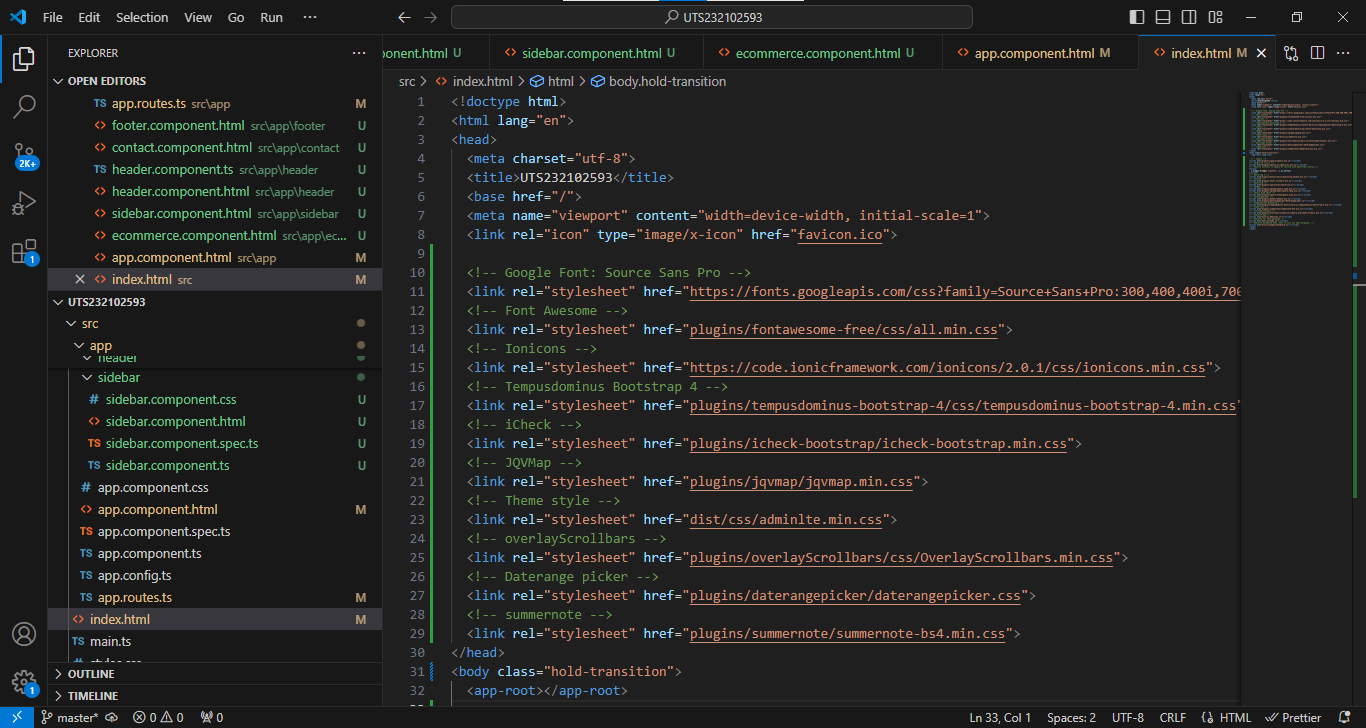 File Edit Selection View Go Run ··· UTS232102593
EXPLORER ···
OPEN EDITORS
TS app.routes.ts src\app M
<> footer.component.html src\app\footer U
<> contact.component.html src\app\contact U
TS header.component.ts src\app\header U
<> header.component.html src\app\header U
<> sidebar.component.html src\app\sidebar U
<> ecommerce.component.html src\app\ec... U
<> app.component.html src\app M
<> index.html src M
UTS232102593
src
app
header
sidebar
# sidebar.component.css U
<> sidebar.component.html U
TS sidebar.component.spec.ts U
TS sidebar.component.ts U
# app.component.css
<> app.component.html M
TS app.component.spec.ts
TS app.component.ts
TS app.config.ts
TS app.routes.ts M
<> index.html M
TS main.ts
# styles.css
OUTLINE
TIMELINE
2K+
1
1
onent.html U <> sidebar.component.html U <> ecommerce.component.html U <> app.component.html M <> index.html M ···
src > <> index.html > html > body.hold-transition
1 <!doctype html>
2 <html lang="en">
3 <head>
4 <meta charset="utf-8">
5 <title>UTS232102593</title>
6 <base href="/">
7 <meta name="viewport" content="width=device-width, initial-scale=1">
8 <link rel="icon" type="image/x-icon" href="favicon.ico">
9
10 <!-- Google Font: Source Sans Pro -->
11 <link rel="stylesheet" href="https://fonts.googleapis.com/css?family=Source+Sans+Pro:300,400,400i,700
12 <!-- Font Awesome -->
13 <link rel="stylesheet" href="plugins/fontawesome-free/css/all.min.css">
14 <!-- Ionicons -->
15 <link rel="stylesheet" href="https://code.ionicframework.com/ionicons/2.0.1/css/ionicons.min.css">
16 <!-- Tempusdominus Bootstrap 4 -->
17 <link rel="stylesheet" href="plugins/tempusdominus-bootstrap-4/css/tempusdominus-bootstrap-4.min.css"
18 <!-- iCheck -->
19 <link rel="stylesheet" href="plugins/icheck-bootstrap/icheck-bootstrap.min.css">
20 <!-- JQVMap -->
21 <link rel="stylesheet" href="plugins/jqvmap/jqvmap.min.css">
22 <!-- Theme style -->
23 <link rel="stylesheet" href="dist/css/adminlte.min.css">
24 <!-- overlayScrollbars -->
25 <link rel="stylesheet" href="plugins/overlayScrollbars/css/OverlayScrollbars.min.css">
26 <!-- Daterange picker -->
27 <link rel="stylesheet" href="plugins/daterangepicker/daterangepicker.css">
28 <!-- summernote -->
29 <link rel="stylesheet" href="plugins/summernote/summernote-bs4.min.css">
30 </head>
31 <body class="hold-transition">
32 <app-root></app-root>
master* 0 0 0 Ln 33, Col 1 Spaces: 2 UTF-8 CRLF HTML Prettier